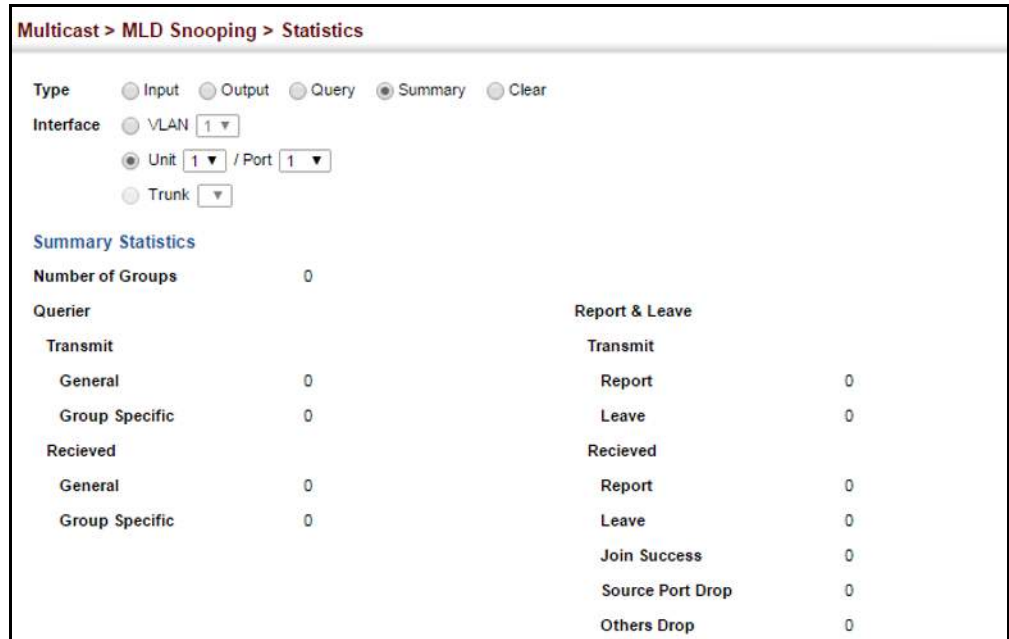 Multicast > MLD Snooping > Statistics
Type Input Output Query Summary Clear
Interface VLAN 1
Unit 1 / Port 1
Trunk
Summary Statistics
Number of Groups 0
Querier Report & Leave
Transmit Transmit
General 0 Report 0
Group Specific 0 Leave 0
Recieved Recieved
General 0 Report 0
Group Specific 0 Leave 0
Join Success 0
Source Port Drop 0
Others Drop 0